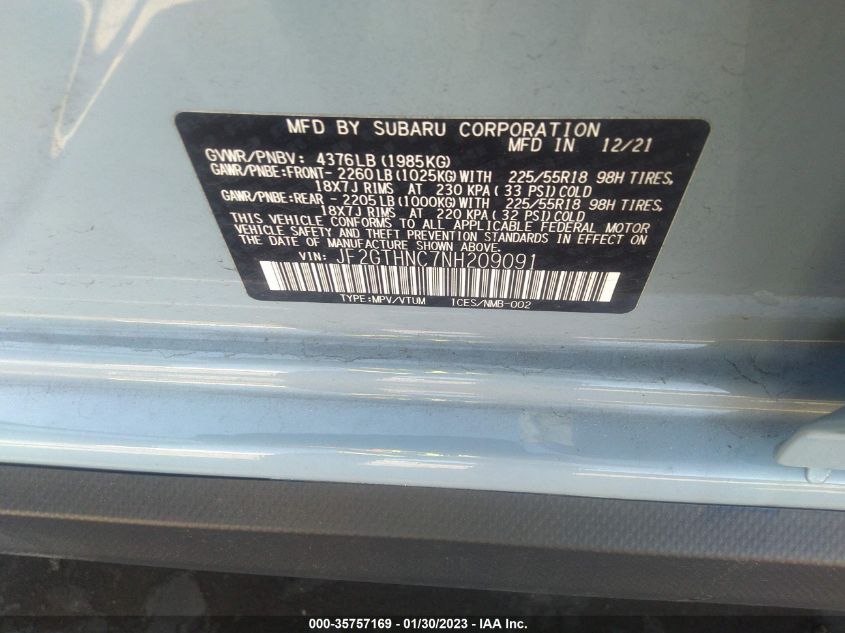 MFD BY SUBARU CORPORATION
MFD IN 12/21
GVWR/PNBV: 4376LB(1985KG)
GAWR/PNBE:FRONT- 2260LB(1025KG)WITH 225/55R18 98H TIRES,
18X7J RIMS AT 230 KPA(33 PSI)COLD
GAWR/PNBE:REAR - 2205LB(1000KG)WITH 225/55R18 98H TIRES,
18X7J RIMS AT 220 KPA(32 PSI)COLD
THIS VEHICLE CONFORMS TO ALL APPLICABLE FEDERAL MOTOR
VEHICLE SAFETY AND THEFT PREVENTION STANDARDS IN EFFECT ON
THE DATE OF MANUFACTURE SHOWN ABOVE.
VIN: JF2GTHNC7NH209091
TYPE:MPV/VTUM ICES/NMB-002
000-35757169 - 01/30/2023 - IAA Inc.